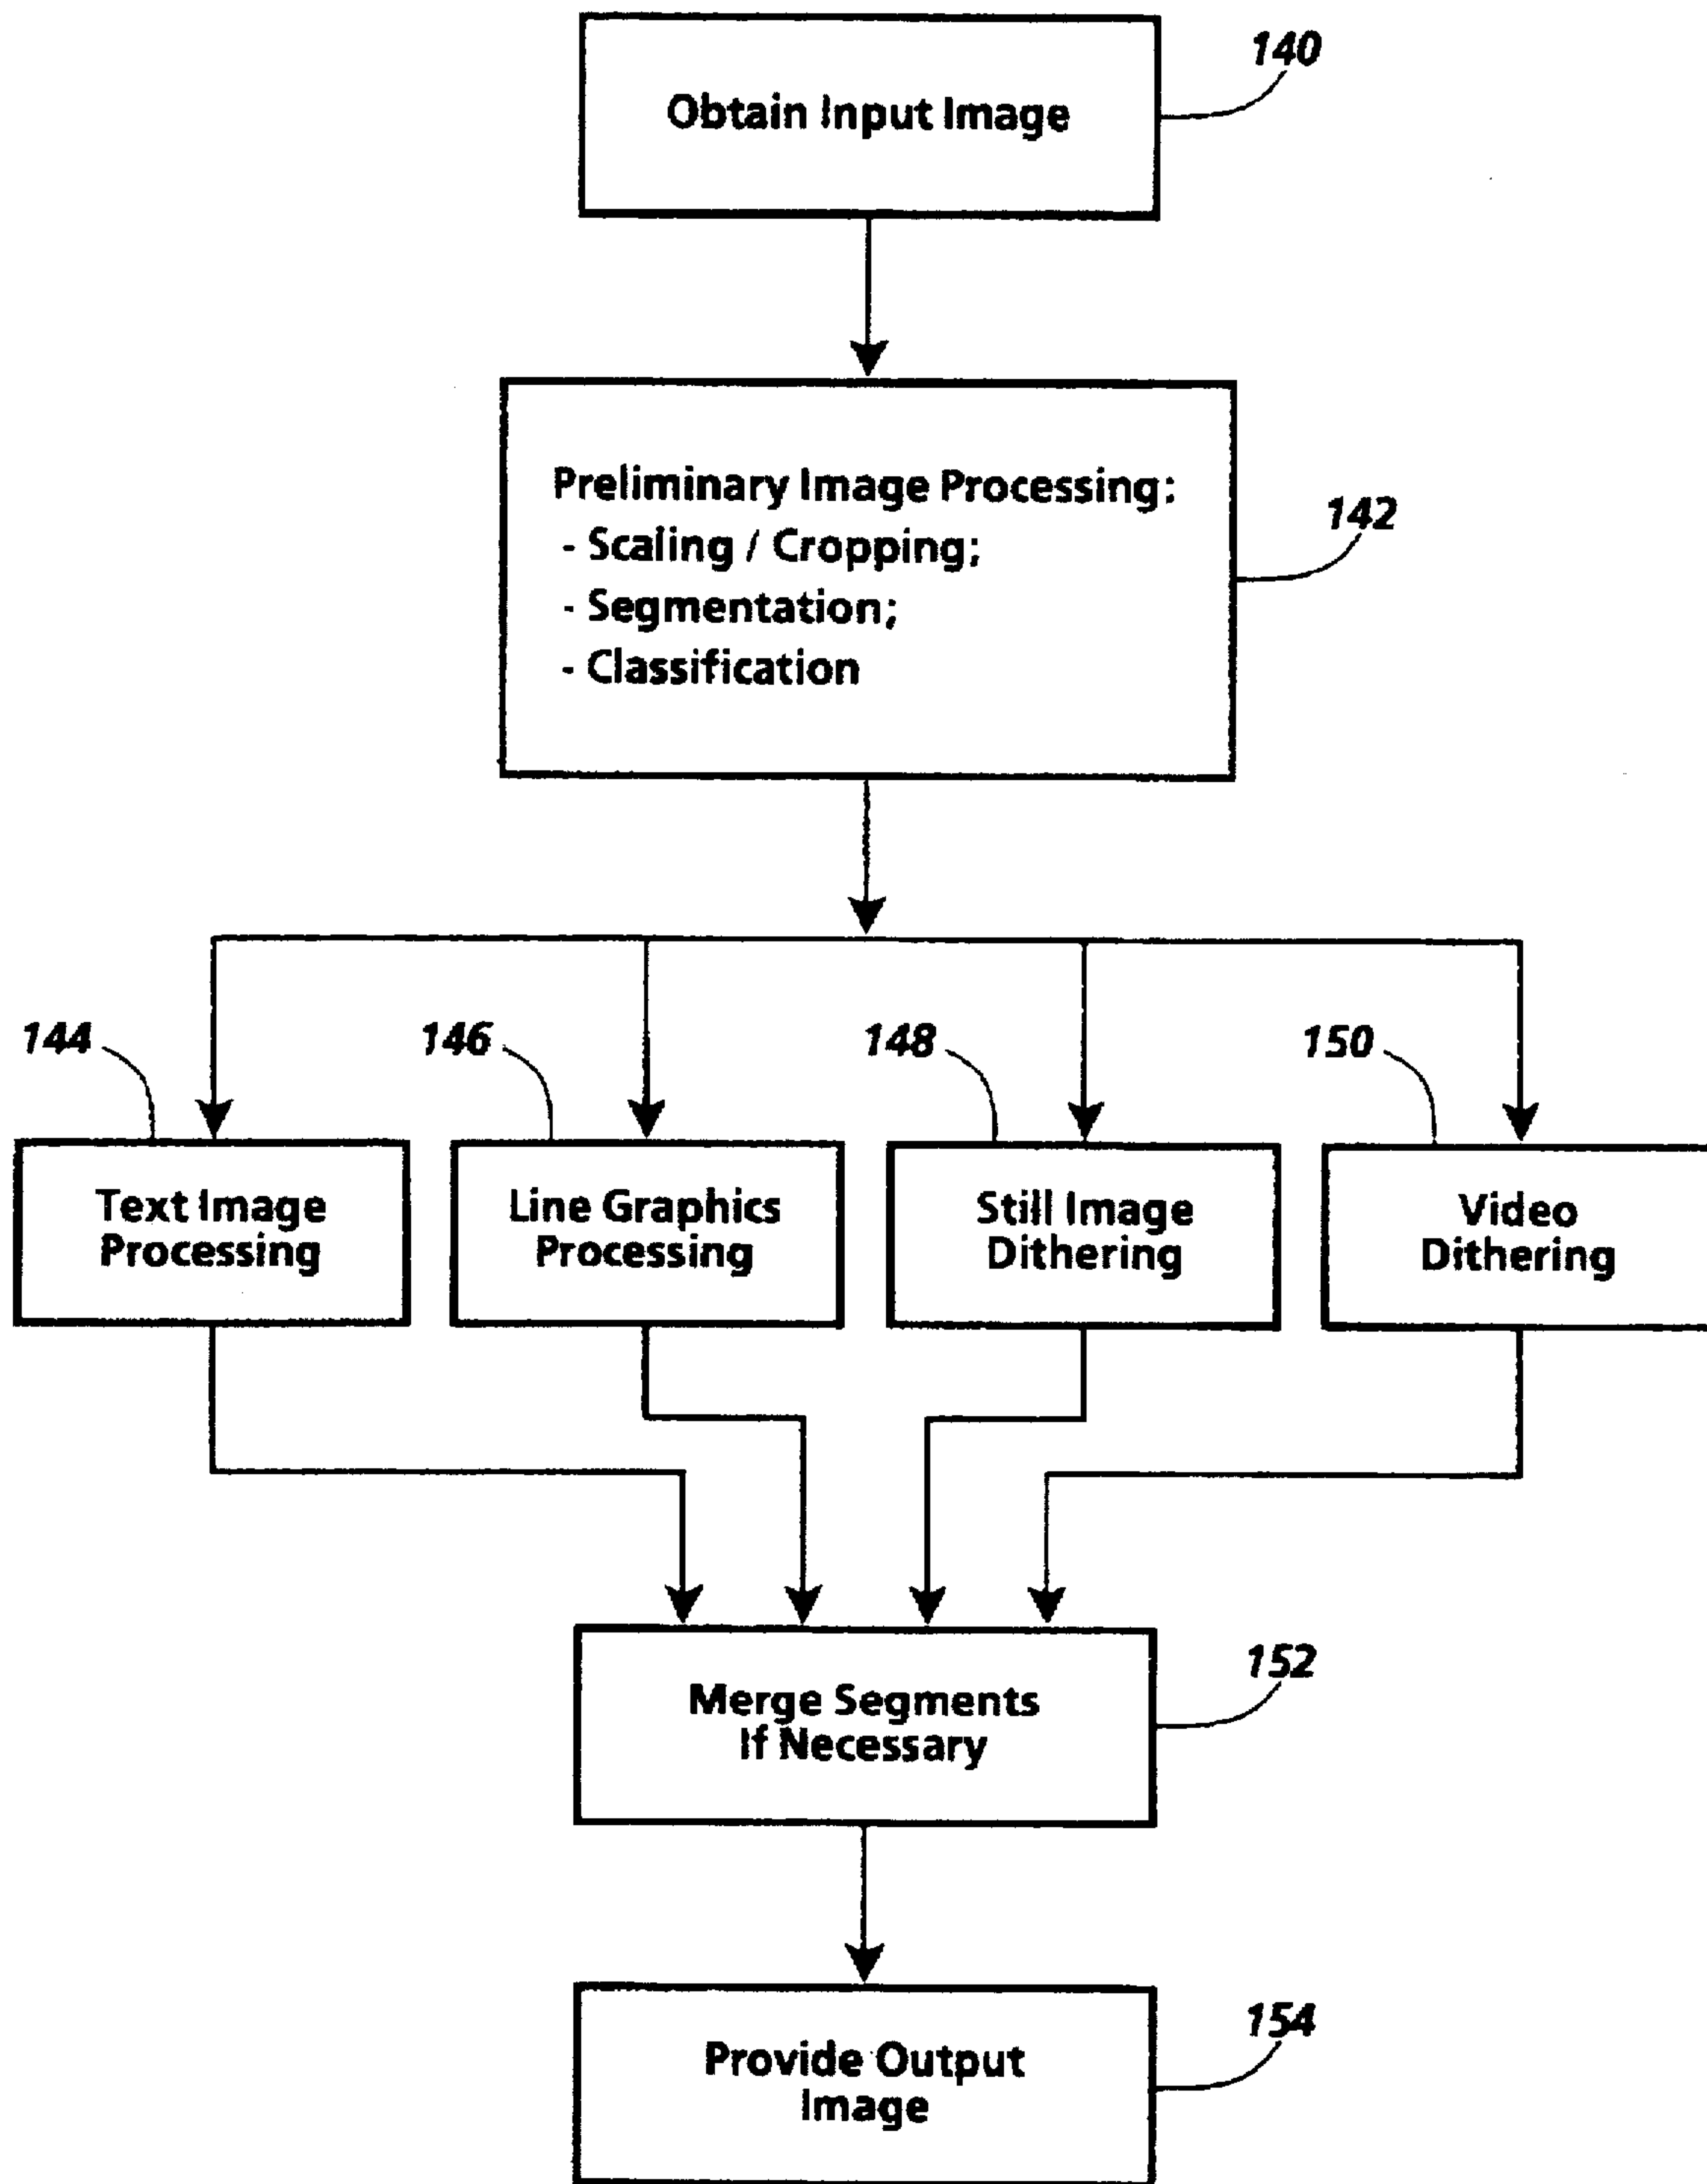 140
Obtain Input Image
Preliminary Image Processing:
- Scaling / Cropping;
- Segmentation;
- Classification
142
144
146
148
150
Text Image
Processing
Line Graphics
Processing
Still Image
Dithering
Video
Dithering
152
Merge Segments
If Necessary
154
Provide Output
Image